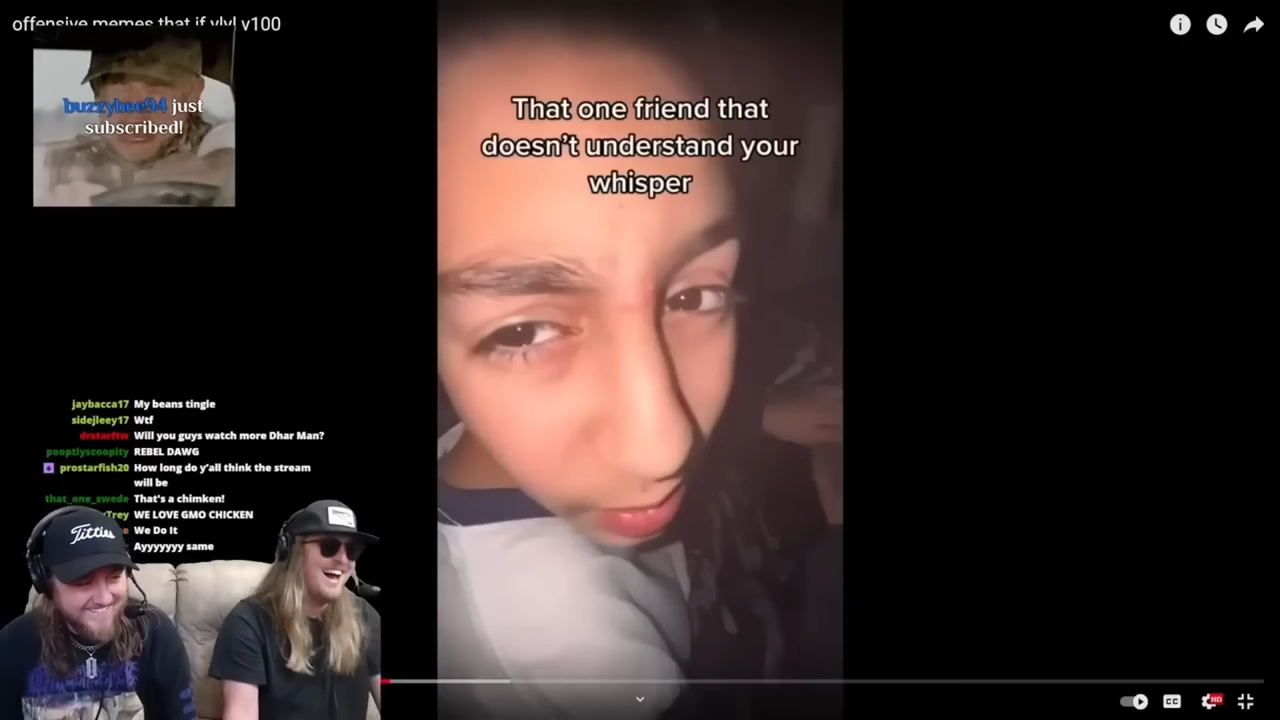 offensive memes that if ylyl v100
buzzybee94 just
subscribed!
That one friend that
doesn't understand your
whisper
jaybacca17 My beans tingle
sidejleey17 Wtf
drstarftw Will you guys watch more Dhar Man?
pooptiyscoopity REBEL DAWG
prostarfish20 How long do y'all think the stream
will be
that_one_swede That's a chimken!
Trey WE LOVE GMO CHICKEN
We Do It
Ayyyyyyy same
Titties
CC
HD